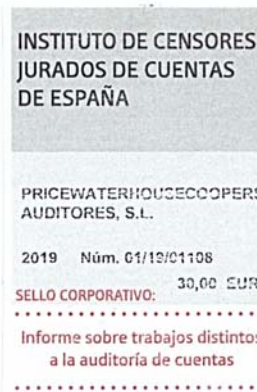 INSTITUTO DE CENSORES
JURADOS DE CUENTAS
DE ESPAÑA
PRICEWATERHOUSECOOPERS
AUDITORES, S.L.
2019 Núm. 01/19/01108
30,00 EUR
SELLO CORPORATIVO:
Informe sobre trabajos distintos
a la auditoría de cuentas